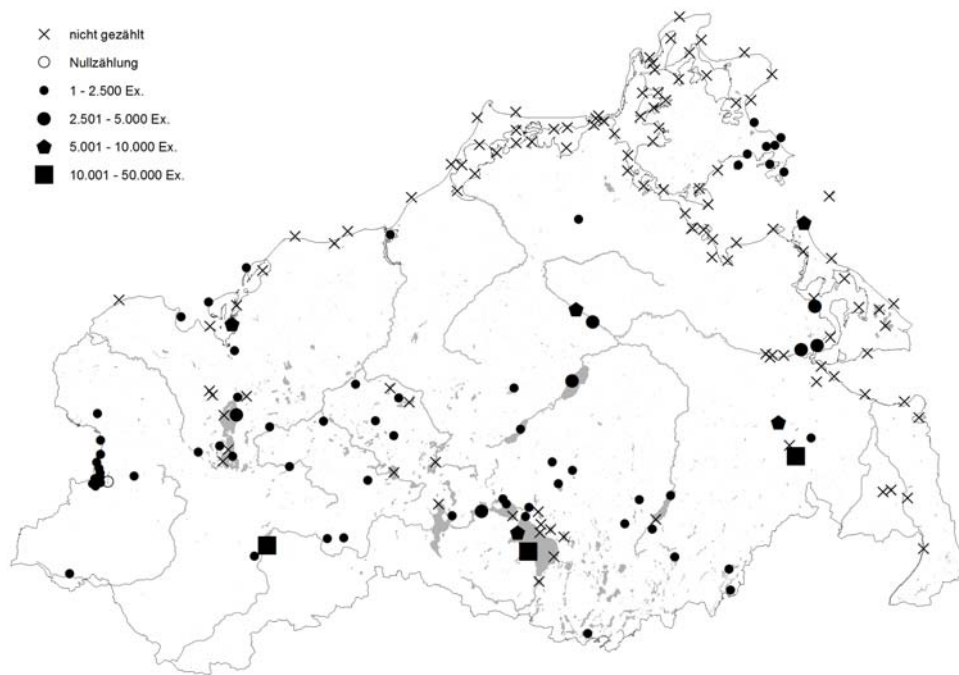 nicht gezählt
Nullzählung
1 - 2.500 Ex.
2.501 - 5.000 Ex.
5.001 - 10.000 Ex.
10.001 - 50.000 Ex.